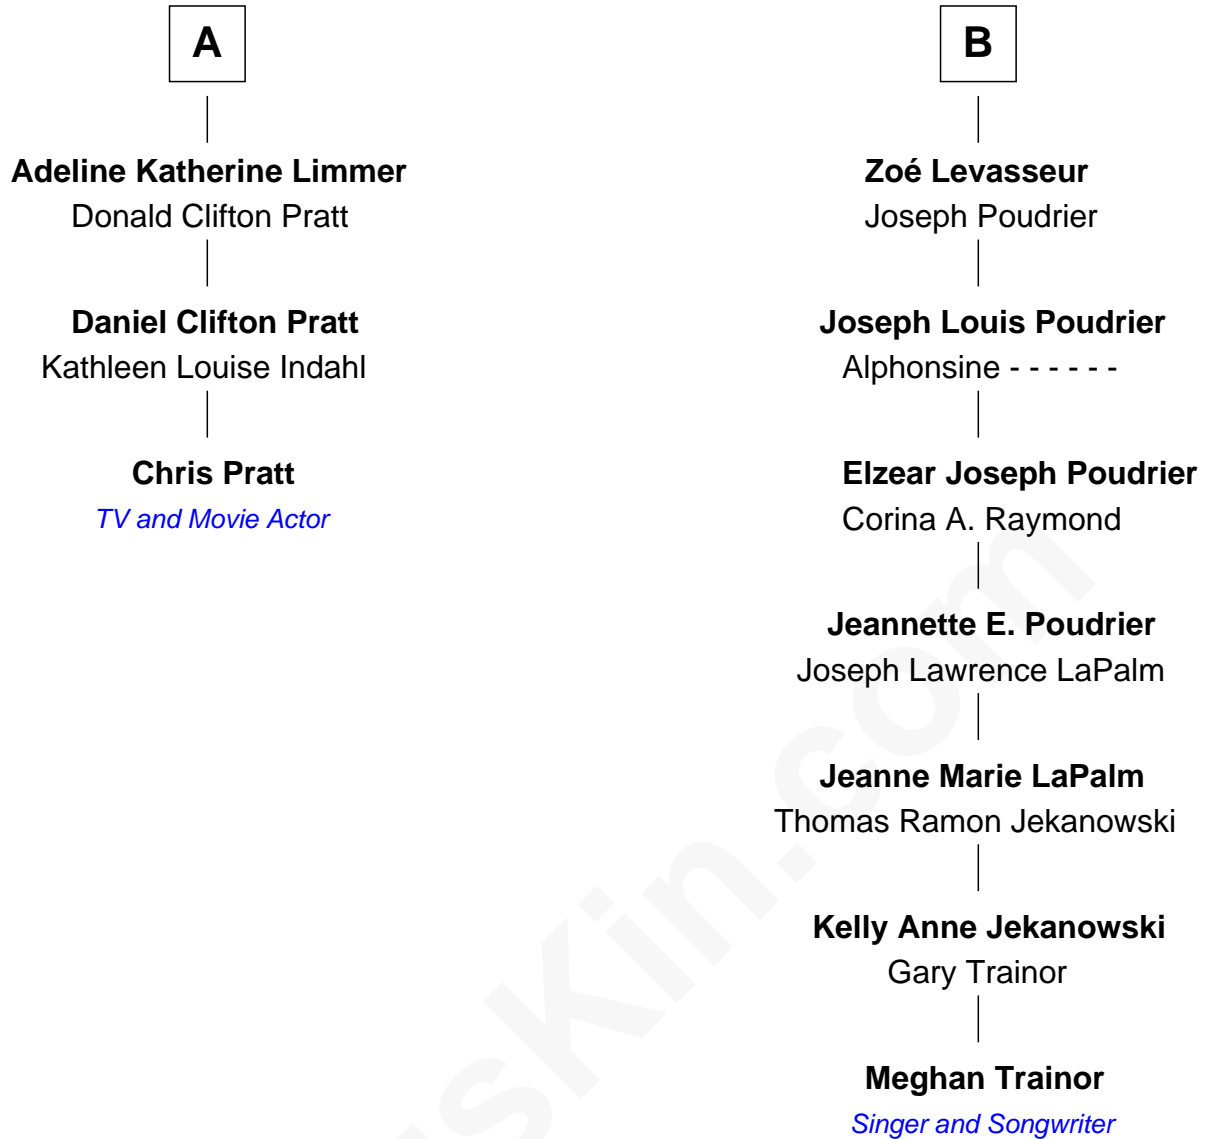 A
Adeline Katherine Limmer
Donald Clifton Pratt
Daniel Clifton Pratt
Kathleen Louise Indahl
Chris Pratt
TV and Movie Actor
B
Zoé Levasseur
Joseph Poudrier
Joseph Louis Poudrier
Alphonsine - - - - - -
Elzear Joseph Poudrier
Corina A. Raymond
Jeannette E. Poudrier
Joseph Lawrence LaPalm
Jeanne Marie LaPalm
Thomas Ramon Jekanowski
Kelly Anne Jekanowski
Gary Trainor
Meghan Trainor
Singer and Songwriter
sKin.com